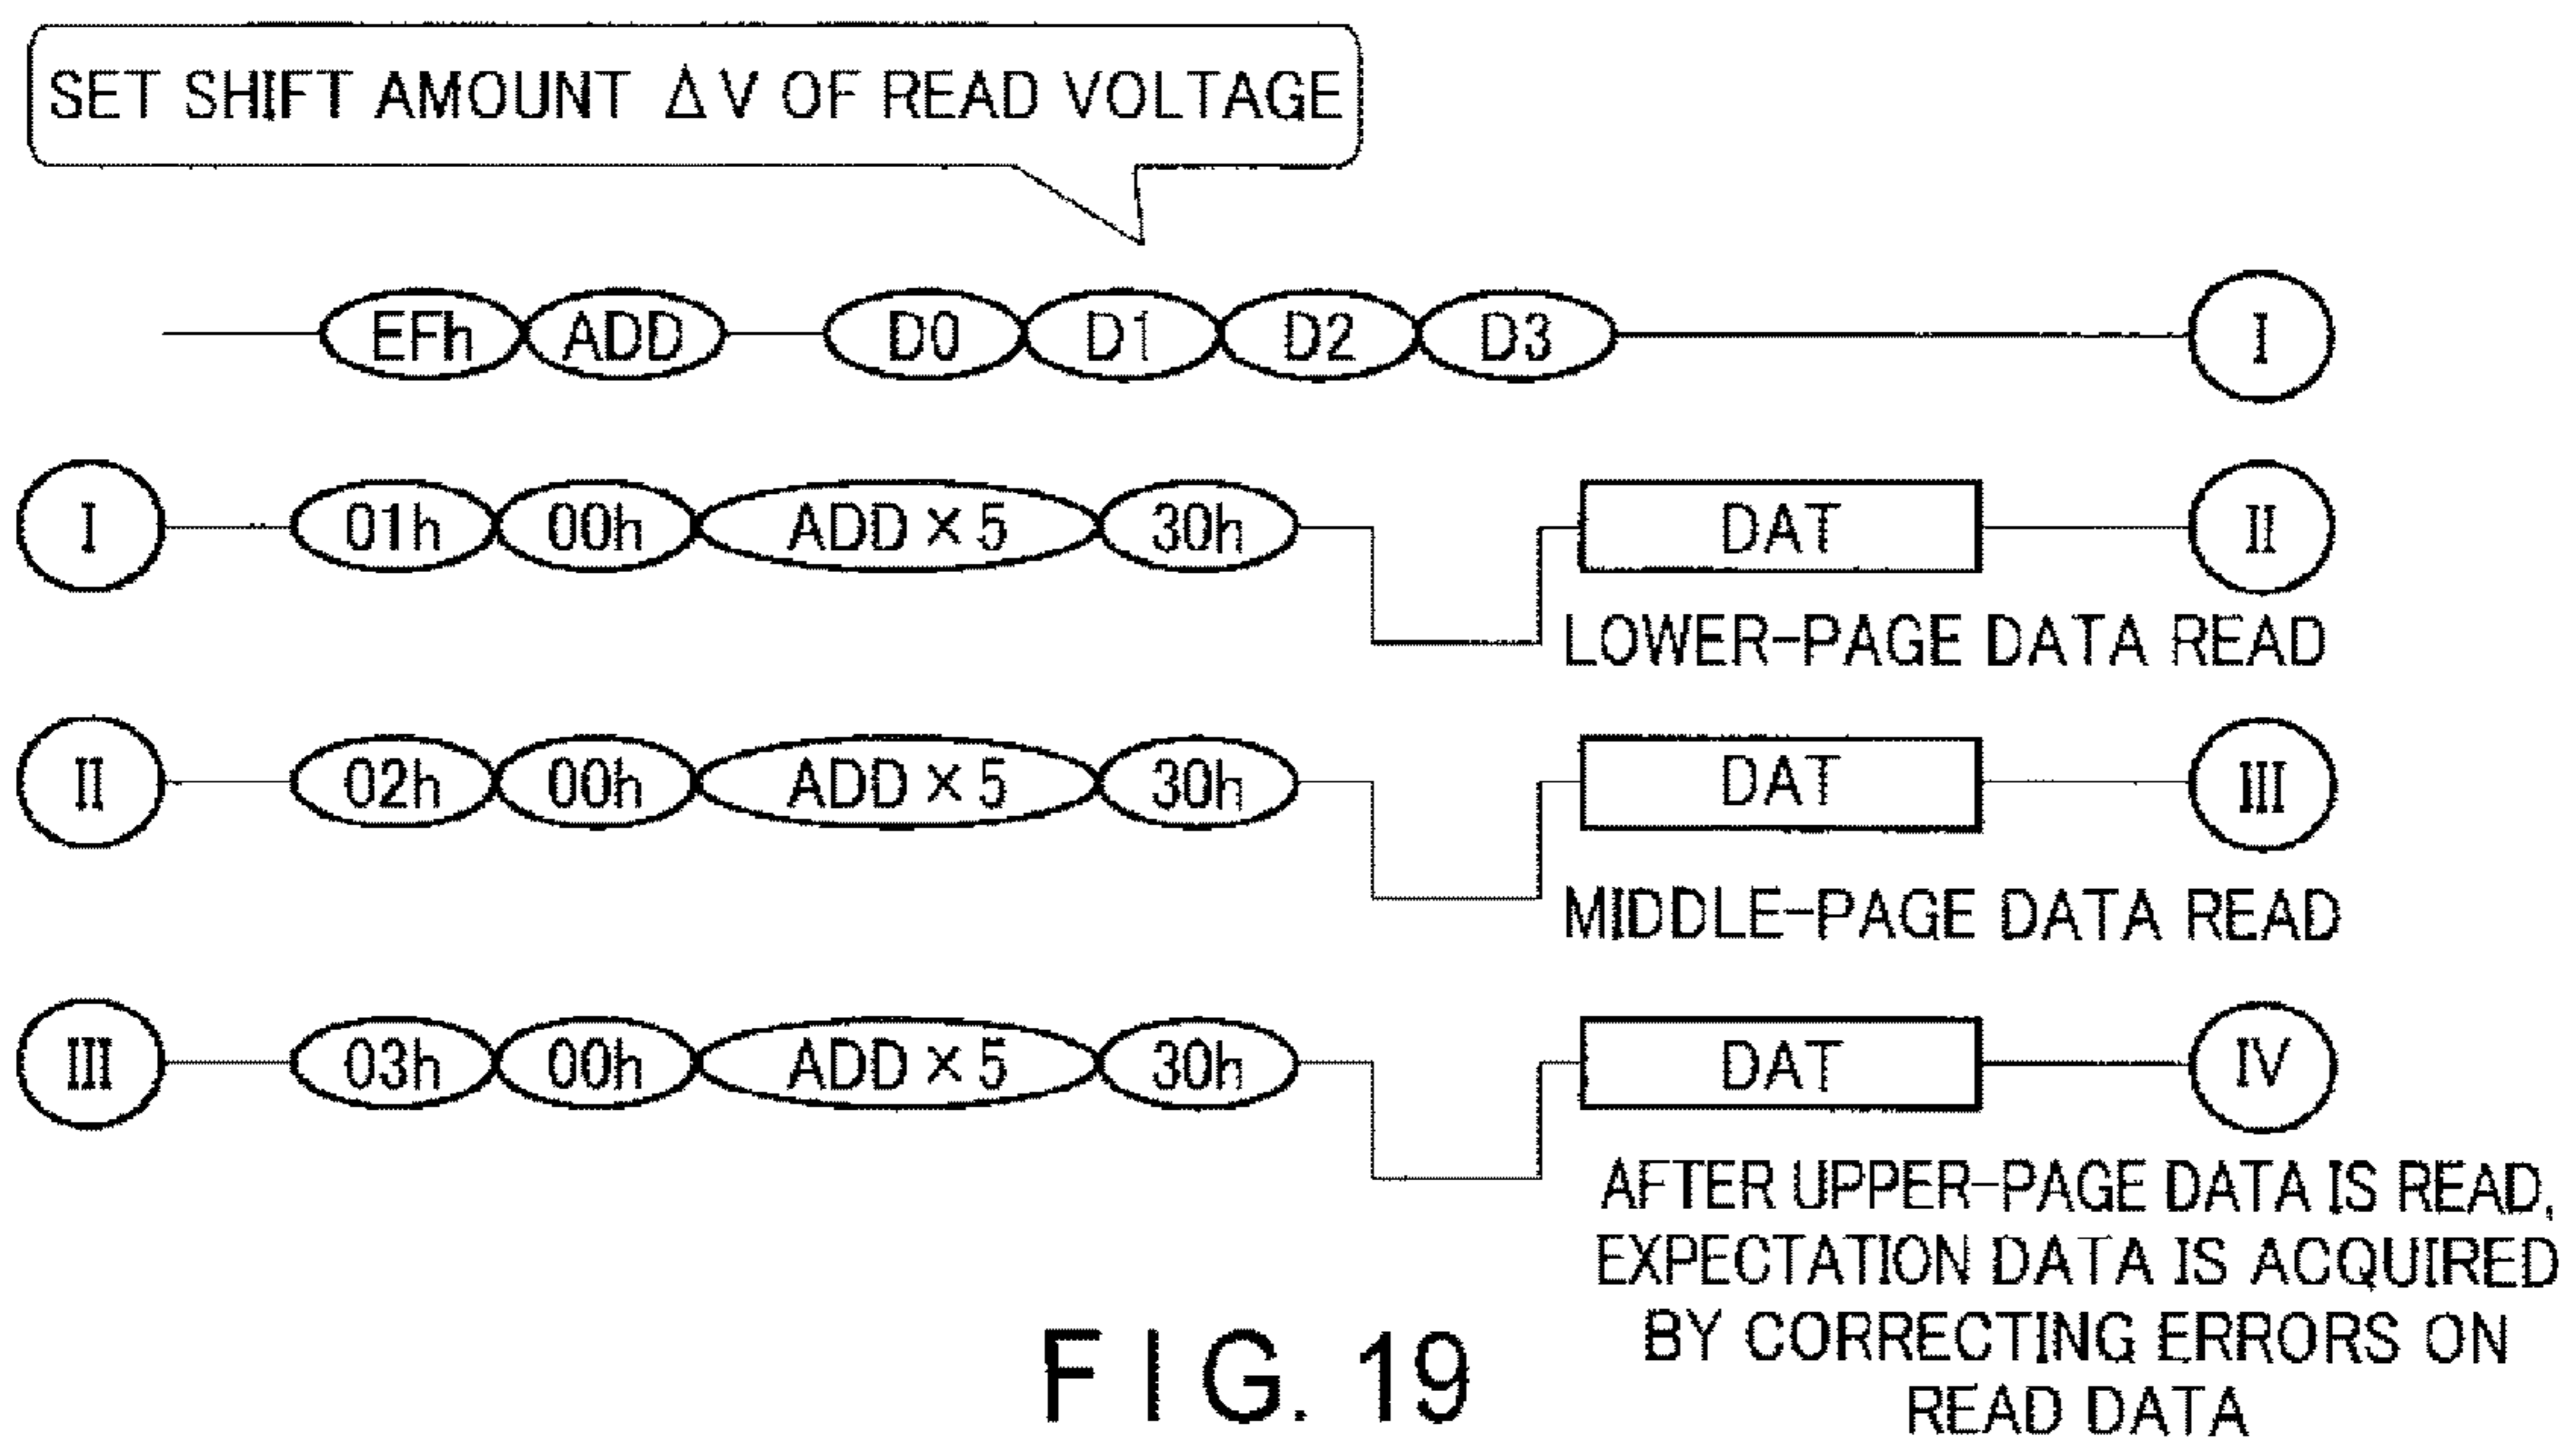 SET SHIFT AMOUNT ΔV OF READ VOLTAGE
EFh ADD D0 D1 D2 D3 I
I 01h 00h ADD × 5 30h DAT II
LOWER-PAGE DATA READ
II 02h 00h ADD × 5 30h DAT III
MIDDLE-PAGE DATA READ
III 03h 00h ADD × 5 30h DAT IV
AFTER UPPER-PAGE DATA IS READ,
EXPECTATION DATA IS ACQUIRED
BY CORRECTING ERRORS ON
READ DATA
FIG. 19